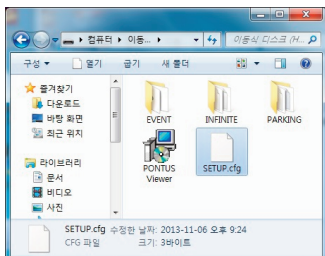 컴퓨터 ▸ 이동... ▸
이동식 디스크 (H...
구성 열기 굽기 새 폴더
즐겨찾기
다운로드
바탕 화면
최근 위치
라이브러리
문서
비디오
사진
EVENT INFINITE PARKING
PONTUS Viewer
SETUP.cfg
SETUP.cfg 수정한 날짜: 2013-11-06 오후 9:24
CFG 파일 크기: 3바이트